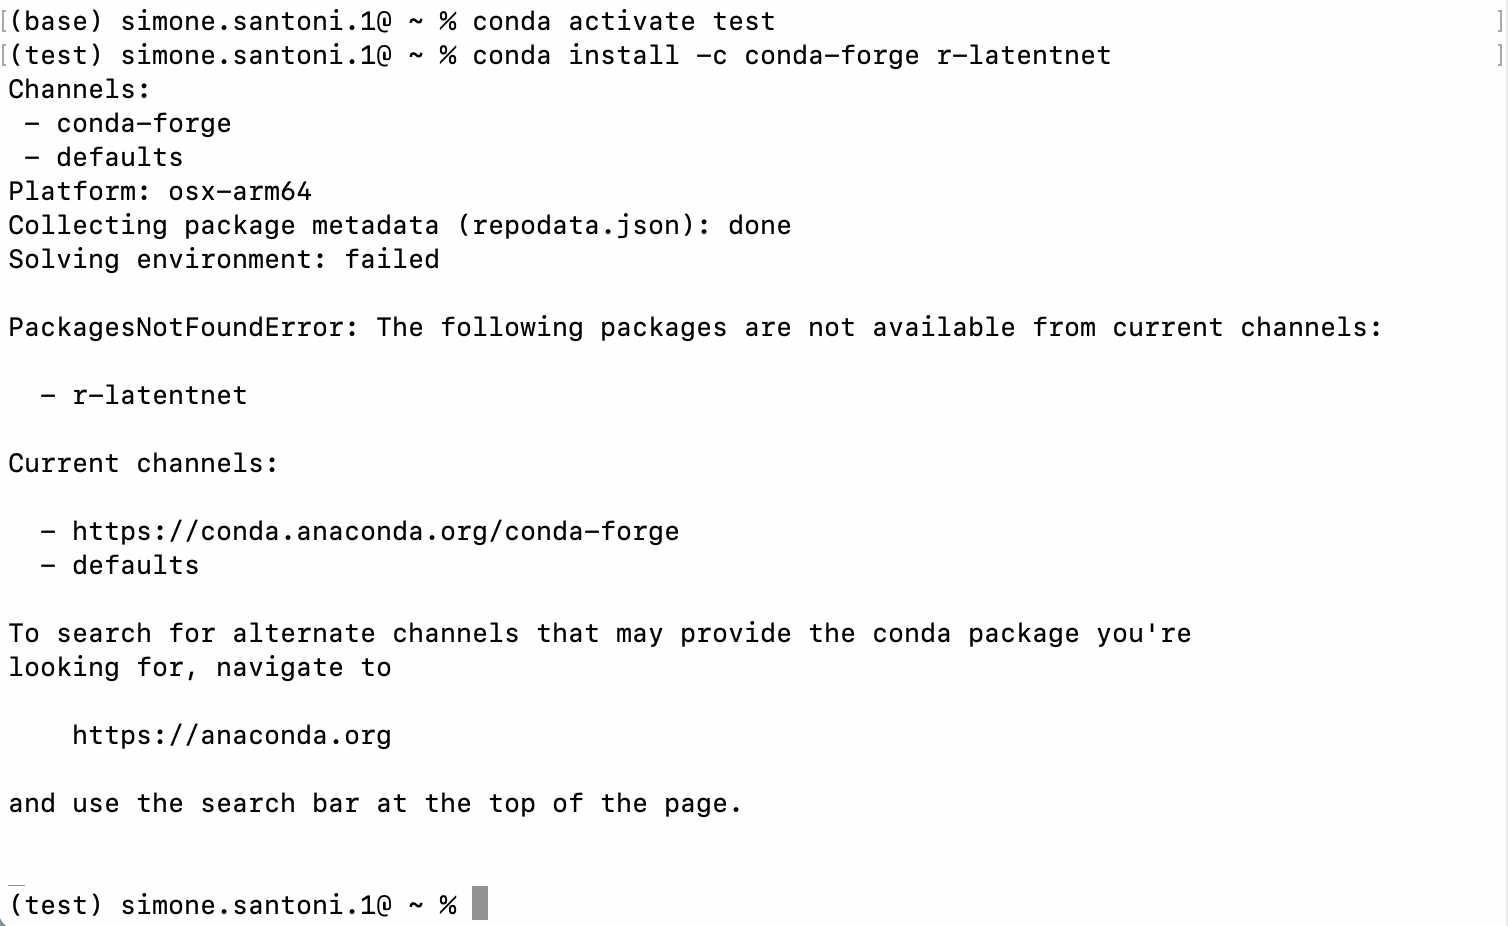 [(base) simone.santoni.1@ ~ % conda activate test ]
[(test) simone.santoni.1@ ~ % conda install -c conda-forge r-latentnet ]
Channels:
 - conda-forge
 - defaults
Platform: osx-arm64
Collecting package metadata (repodata.json): done
Solving environment: failed
PackagesNotFoundError: The following packages are not available from current channels:
  - r-latentnet
Current channels:
  - https://conda.anaconda.org/conda-forge
  - defaults
To search for alternate channels that may provide the conda package you're
looking for, navigate to
    https://anaconda.org
and use the search bar at the top of the page.
(test) simone.santoni.1@ ~ %